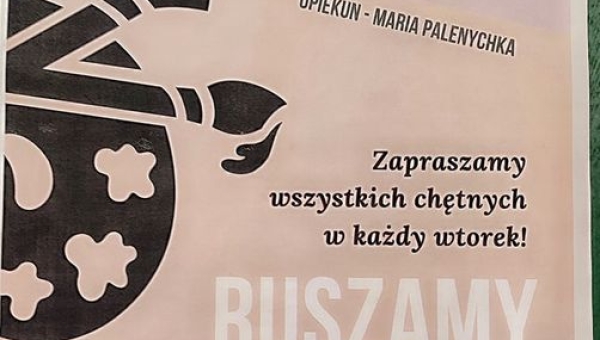 OPIEKUN - MARIA PALENYCHKA
Zapraszamy
wszystkich chętnych
w każdy wtorek!
RUSZAMY